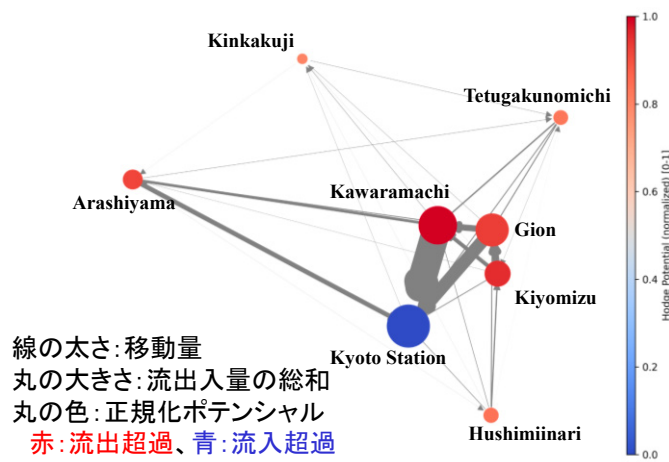 Kinkakuji
Tetugakunomichi
Kawaramachi
Arashiyama
Gion
Kiyomizu
Kyoto Station
Hushimiinari
線の太さ:移動量
丸の大きさ:流出入量の総和
丸の色:正規化ポテンシャル
赤:流出超過、青:流入超過
1.0
0.8
0.6
0.4
0.2
0.0
Hodge Potential (normalized) [0-1]